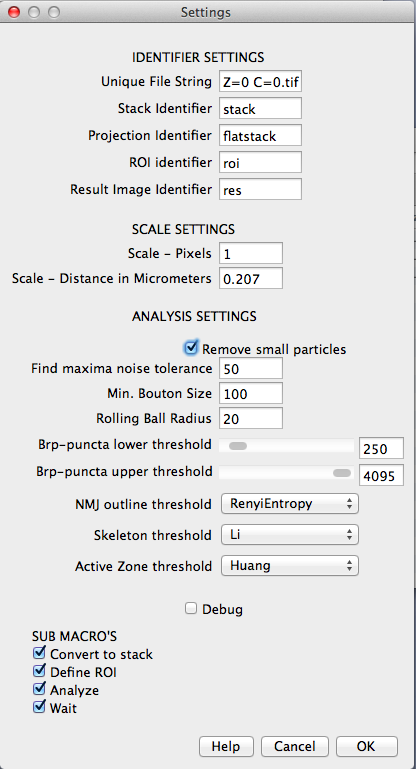 Settings
IDENTIFIER SETTINGS
Unique File String Z=0 C=0.tif
Stack Identifier stack
Projection Identifier flatstack
ROI identifier roi
Result Image Identifier res
SCALE SETTINGS
Scale - Pixels 1
Scale - Distance in Micrometers 0.207
ANALYSIS SETTINGS
Remove small particles
Find maxima noise tolerance 50
Min. Bouton Size 100
Rolling Ball Radius 20
Brp-puncta lower threshold 250
Brp-puncta upper threshold 4095
NMJ outline threshold RenyiEntropy
Skeleton threshold Li
Active Zone threshold Huang
Debug
SUB MACRO'S
Convert to stack
Define ROI
Analyze
Wait
Help Cancel OK